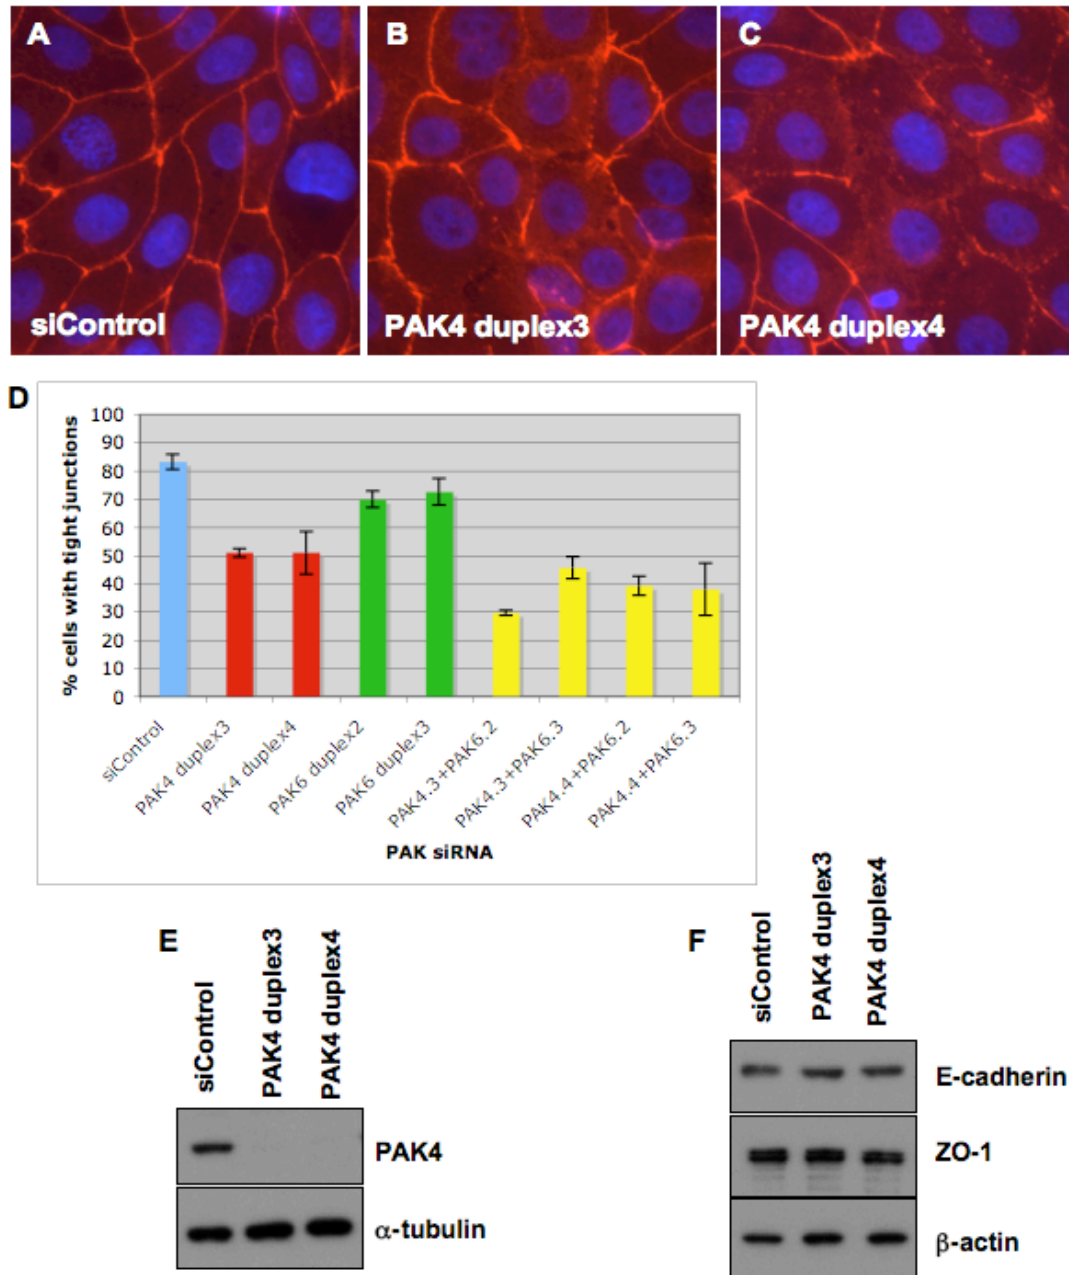 A
B
C
siControl
PAK4 duplex3
PAK4 duplex4
D
% cells with tight junctions
100
90
80
70
60
50
40
30
20
10
0
siControl
PAK4 duplex3
PAK4 duplex4
PAK6 duplex2
PAK6 duplex3
PAK4.3+PAK6.2
PAK4.3+PAK6.3
PAK4.4+PAK6.2
PAK4.4+PAK6.3
PAK siRNA
E
siControl
PAK4 duplex3
PAK4 duplex4
PAK4
α-tubulin
F
siControl
PAK4 duplex3
PAK4 duplex4
E-cadherin
ZO-1
β-actin